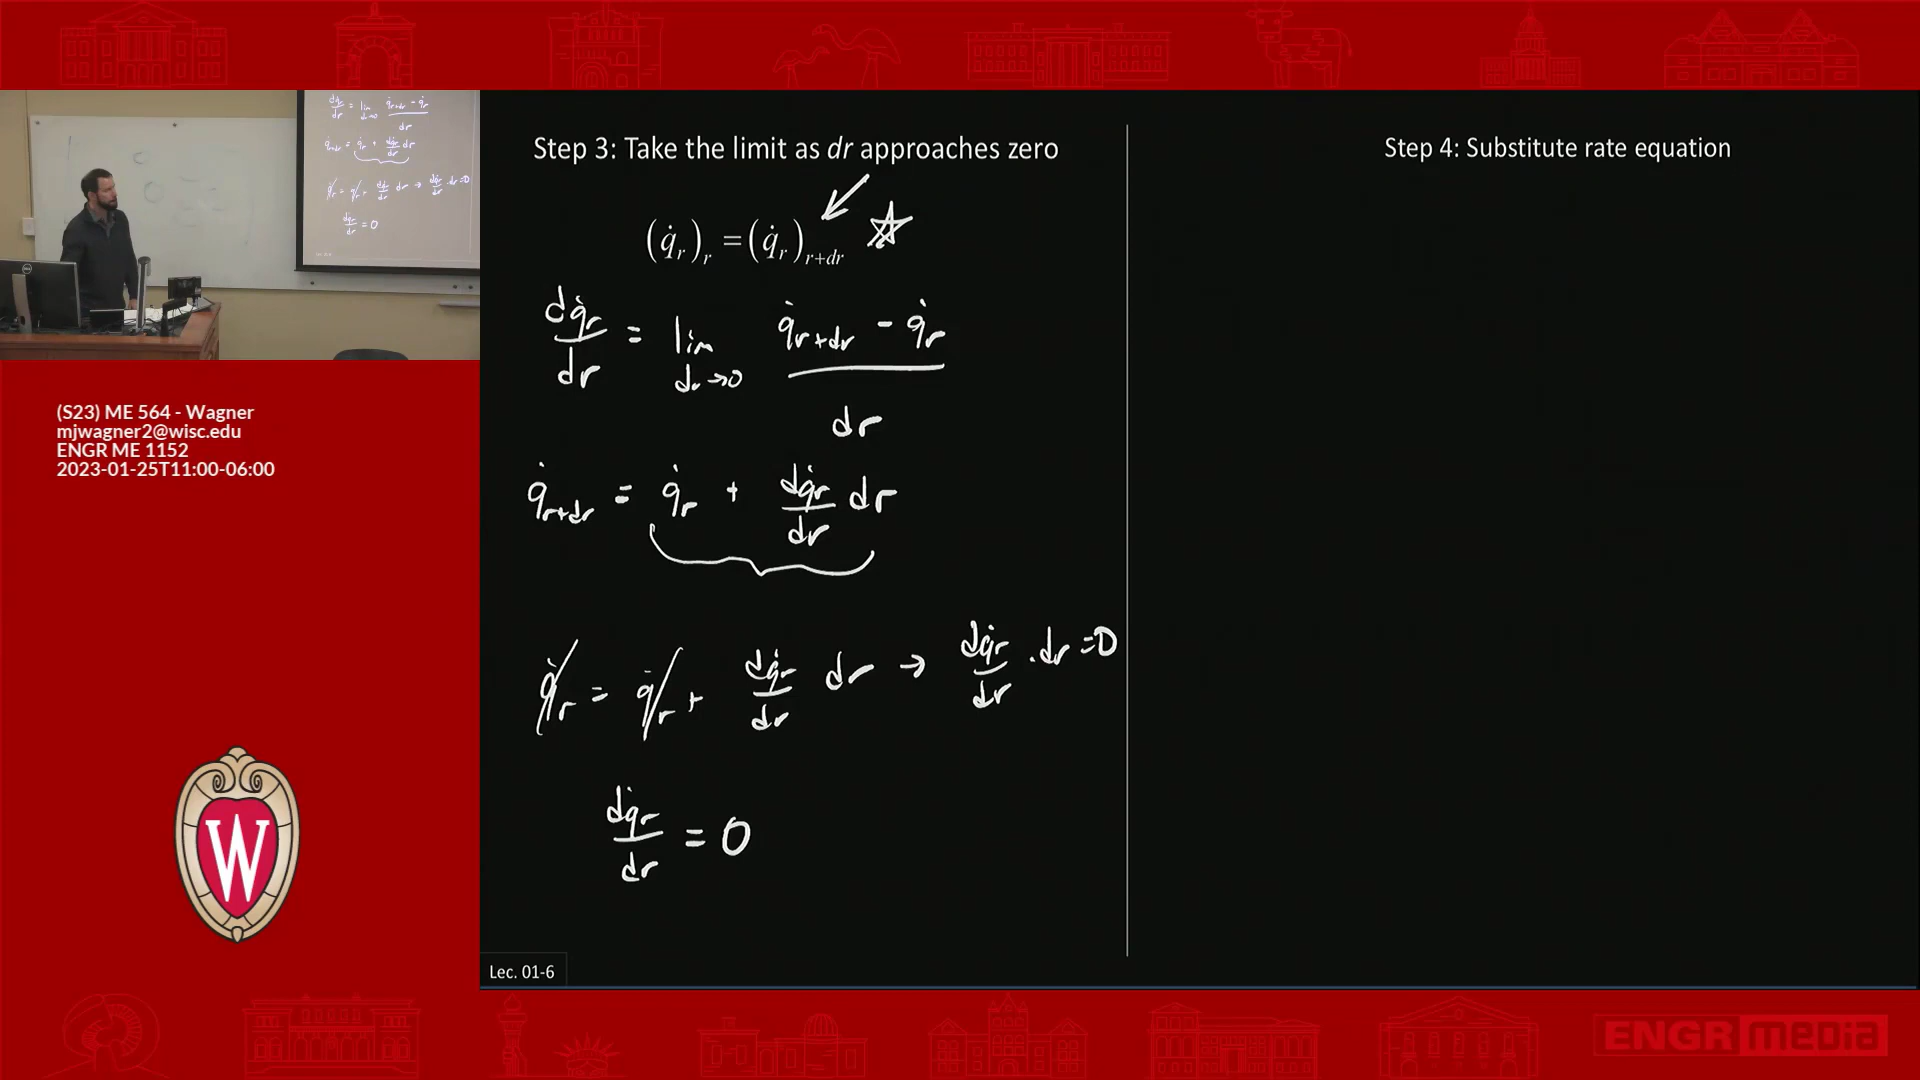 (S23) ME 564 - Wagner
mjwagner2@wisc.edu
ENGR ME 1152
2023-01-25T11:00-06:00
W
Step 3: Take the limit as dr approaches zero
(q̇r)r = (q̇r)r+dr
dq̇r/dr = lim dr→0 (q̇r+dr - q̇r)/dr
q̇r+dr = q̇r + dq̇r/dr dr
q̇r = q̇r + dq̇r/dr dr → dq̇r/dr · dr = 0
dq̇r/dr = 0
Lec. 01-6
Step 4: Substitute rate equation
ENGR media